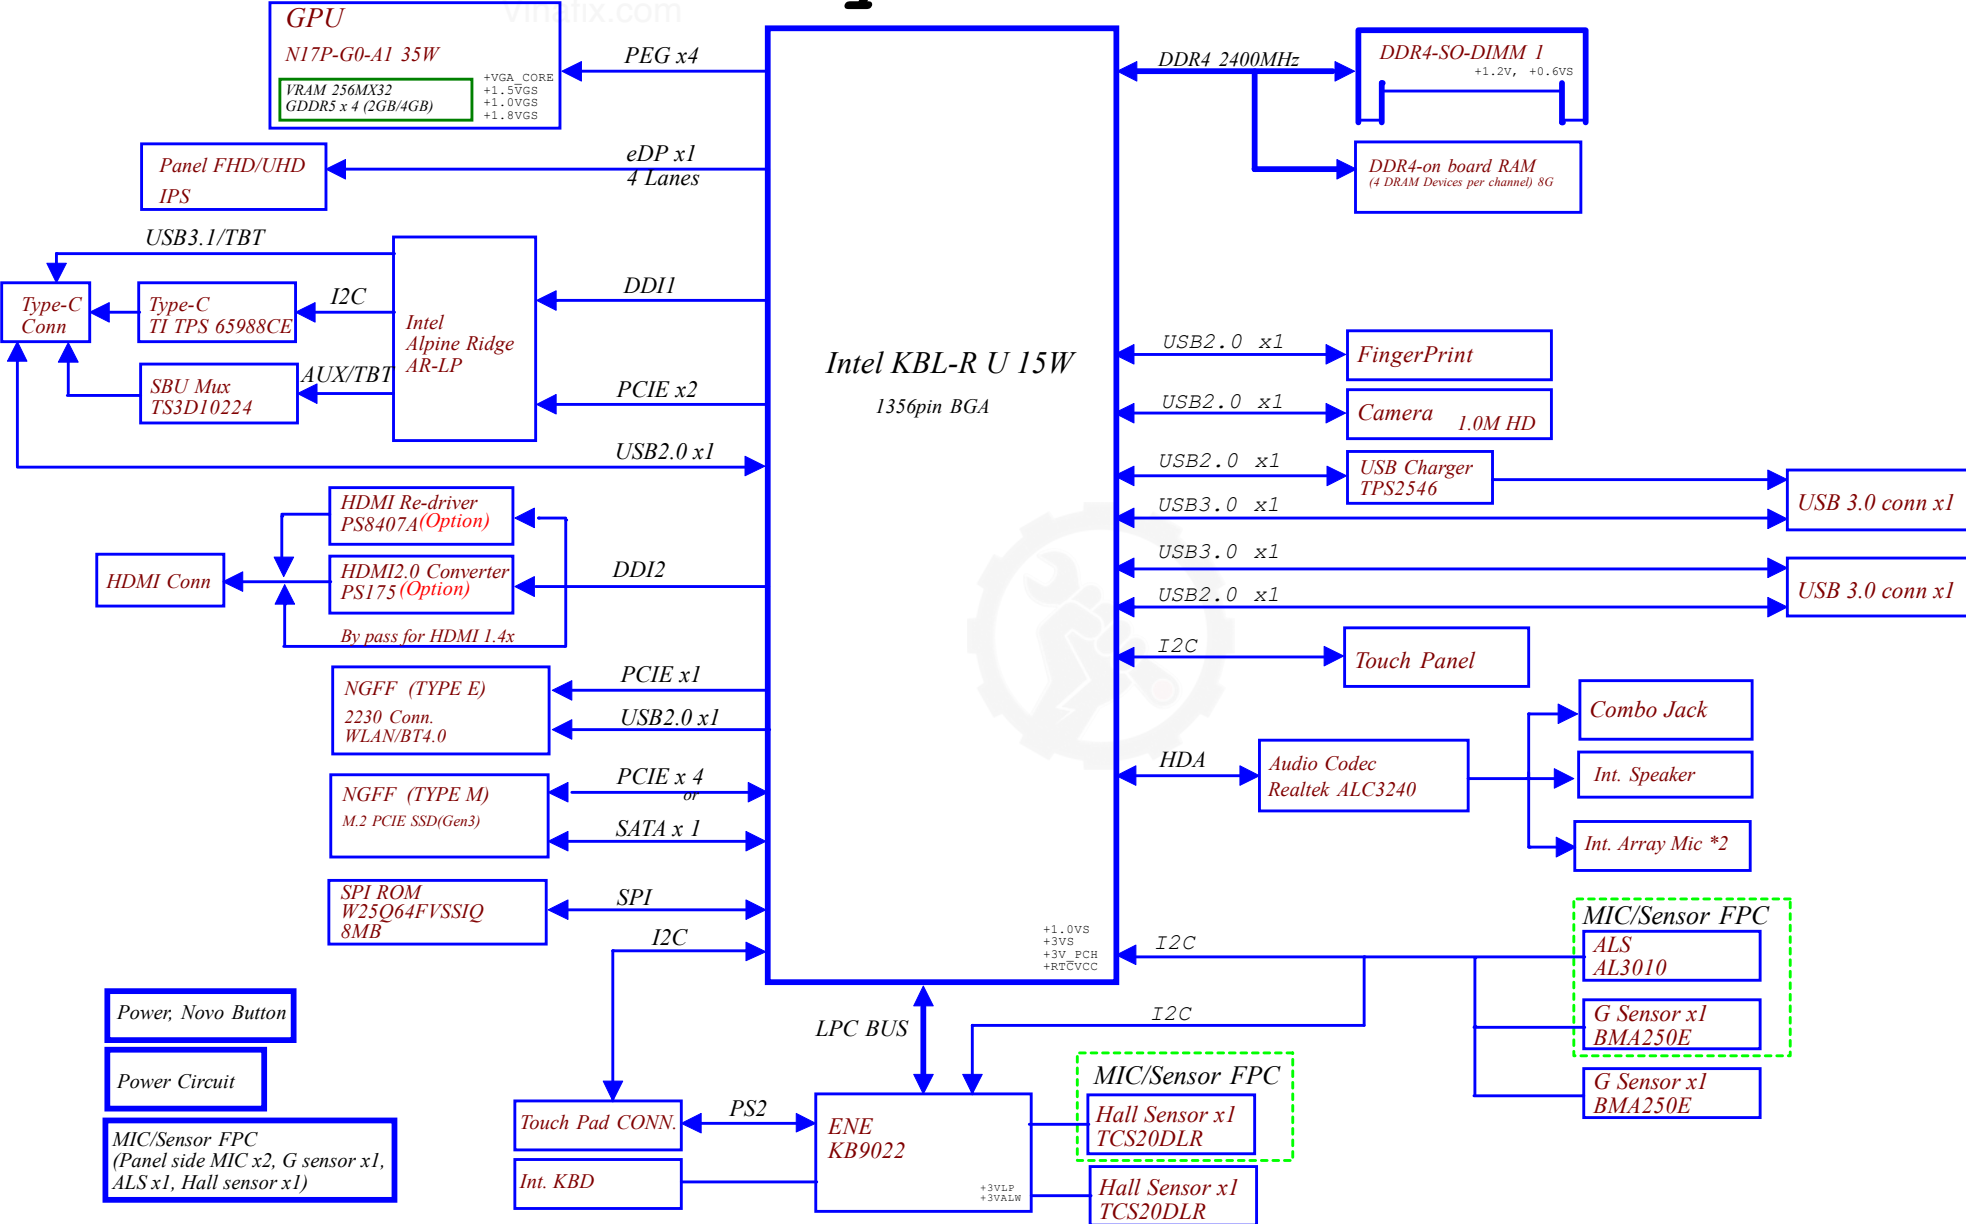 Vinafix.com
GPU
N17P-G0-A1 35W
VRAM 256MX32
GDDR5 x 4 (2GB/4GB)
+VGA_CORE
+1.5VGS
+1.0VGS
+1.8VGS
PEG x4
Panel FHD/UHD
IPS
eDP x1
4 Lanes
USB3.1/TBT
Type-C
Conn
Type-C
TI TPS 65988CE
I2C
SBU Mux
TS3D10224
AUX/TBT
Intel
Alpine Ridge
AR-LP
DDI1
PCIE x2
USB2.0 x1
HDMI Re-driver
PS8407A(Option)
HDMI Conn
HDMI2.0 Converter
PS175(Option)
DDI2
By pass for HDMI 1.4x
NGFF (TYPE E)
2230 Conn.
WLAN/BT4.0
PCIE x1
USB2.0 x1
NGFF (TYPE M)
M.2 PCIE SSD(Gen3)
PCIE x 4
or
SATA x 1
SPI ROM
W25Q64FVSSIQ
8MB
SPI
I2C
Intel KBL-R U 15W
1356pin BGA
+1.0VS
+3VS
+3V_PCH
+RTCVCC
DDR4 2400MHz
DDR4-SO-DIMM 1
+1.2V, +0.6VS
DDR4-on board RAM
(4 DRAM Devices per channel) 8G
USB2.0 x1
FingerPrint
USB2.0 x1
Camera 1.0M HD
USB2.0 x1
USB Charger
TPS2546
USB3.0 x1
USB 3.0 conn x1
USB3.0 x1
USB2.0 x1
USB 3.0 conn x1
I2C
Touch Panel
HDA
Audio Codec
Realtek ALC3240
Combo Jack
Int. Speaker
Int. Array Mic *2
I2C
MIC/Sensor FPC
ALS
AL3010
G Sensor x1
BMA250E
G Sensor x1
BMA250E
I2C
LPC BUS
MIC/Sensor FPC
Hall Sensor x1
TCS20DLR
Hall Sensor x1
TCS20DLR
ENE
KB9022
+3VLP
+3VALW
PS2
Touch Pad CONN.
Int. KBD
Power, Novo Button
Power Circuit
MIC/Sensor FPC
(Panel side MIC x2, G sensor x1,
ALS x1, Hall sensor x1)